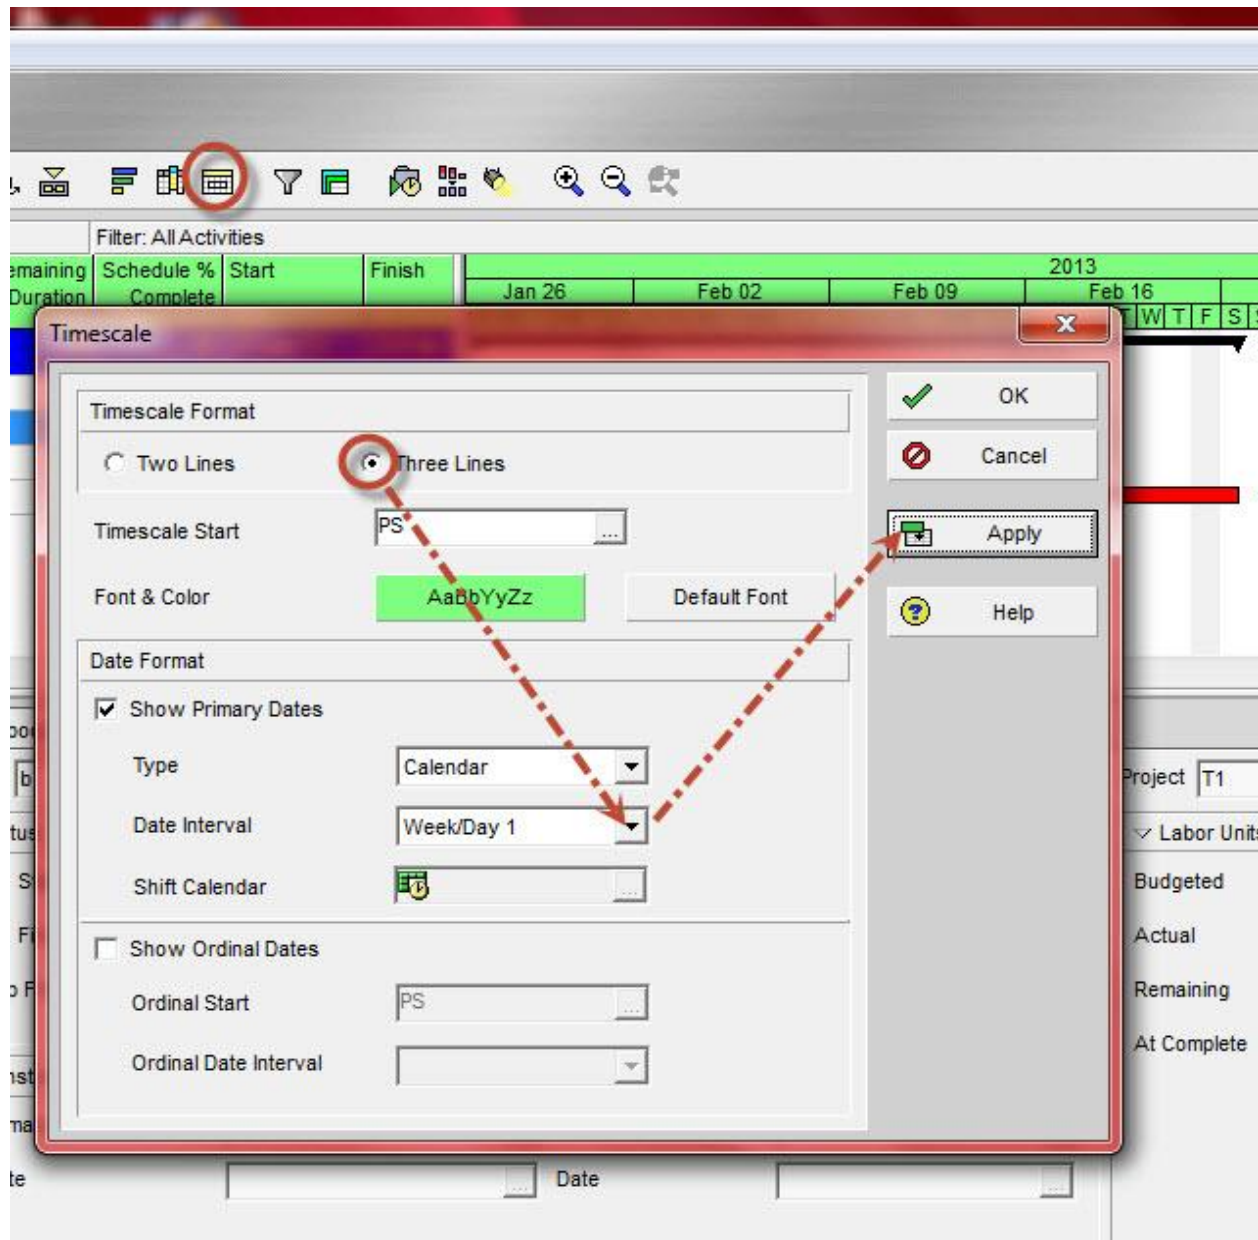 Filter: All Activities
Schedule %
Complete
Start
Finish
Duration
2013
Jan 26
Feb 02
Feb 09
Feb 16
W T F S
Timescale
Timescale Format
Two Lines
Three Lines
Timescale Start
PS
...
Font & Color
AaBbYyZz
Default Font
Date Format
Show Primary Dates
Type
Calendar
Date Interval
Week/Day 1
Shift Calendar
...
Show Ordinal Dates
Ordinal Start
PS
...
Ordinal Date Interval
OK
Cancel
Apply
Help
Project T1
Labor Units
Budgeted
Actual
Remaining
At Complete
...
Date
...